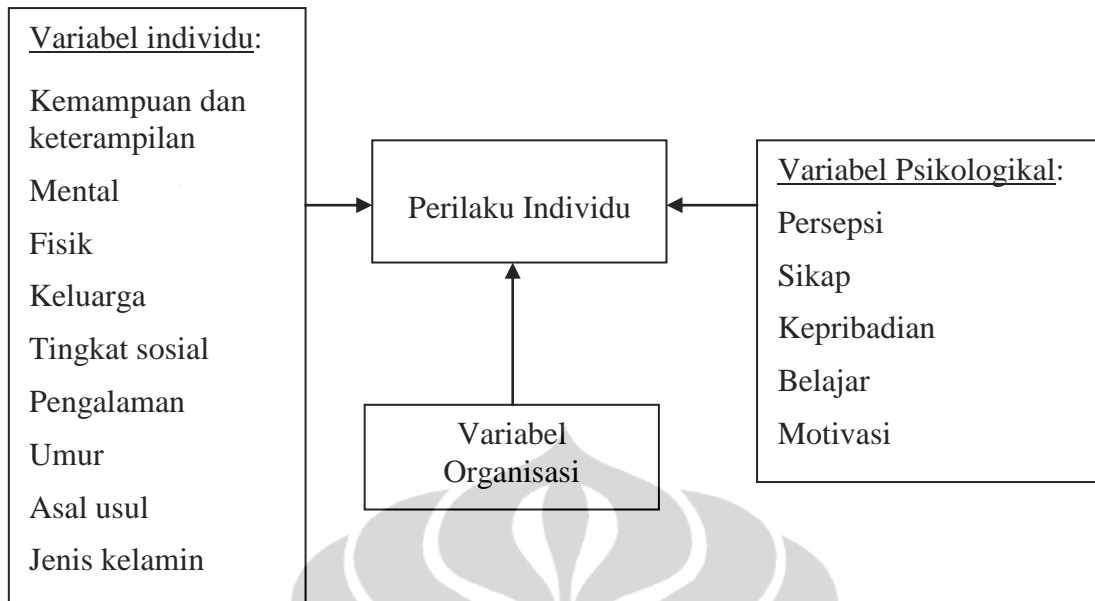 Variabel individu:
Kemampuan dan
keterampilan
Mental
Fisik
Keluarga
Tingkat sosial
Pengalaman
Umur
Asal usul
Jenis kelamin
Perilaku Individu
Variabel
Organisasi
Variabel Psikologikal:
Persepsi
Sikap
Kepribadian
Belajar
Motivasi